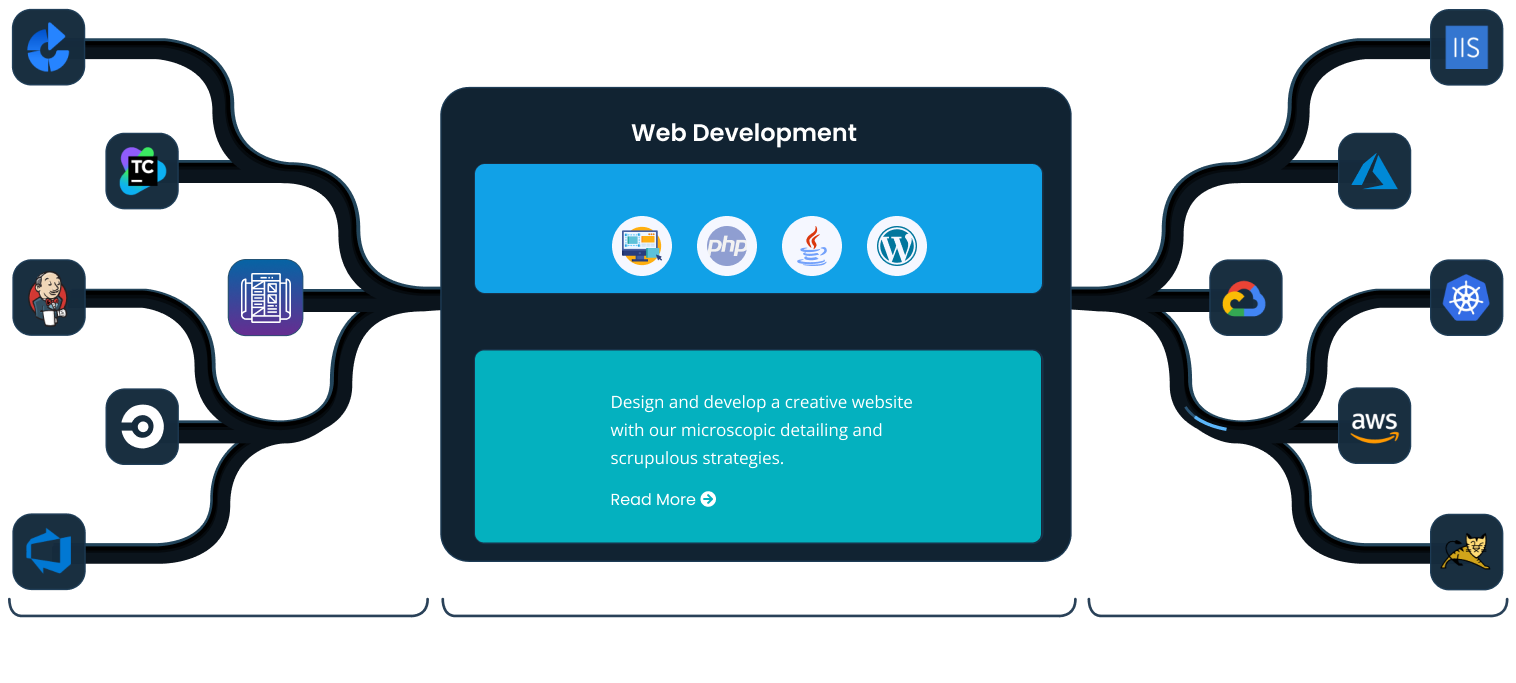 IIS
Web Development
TC
php
Design and develop a creative website
with our microscopic detailing and
scrupulous strategies.
aws
Read More